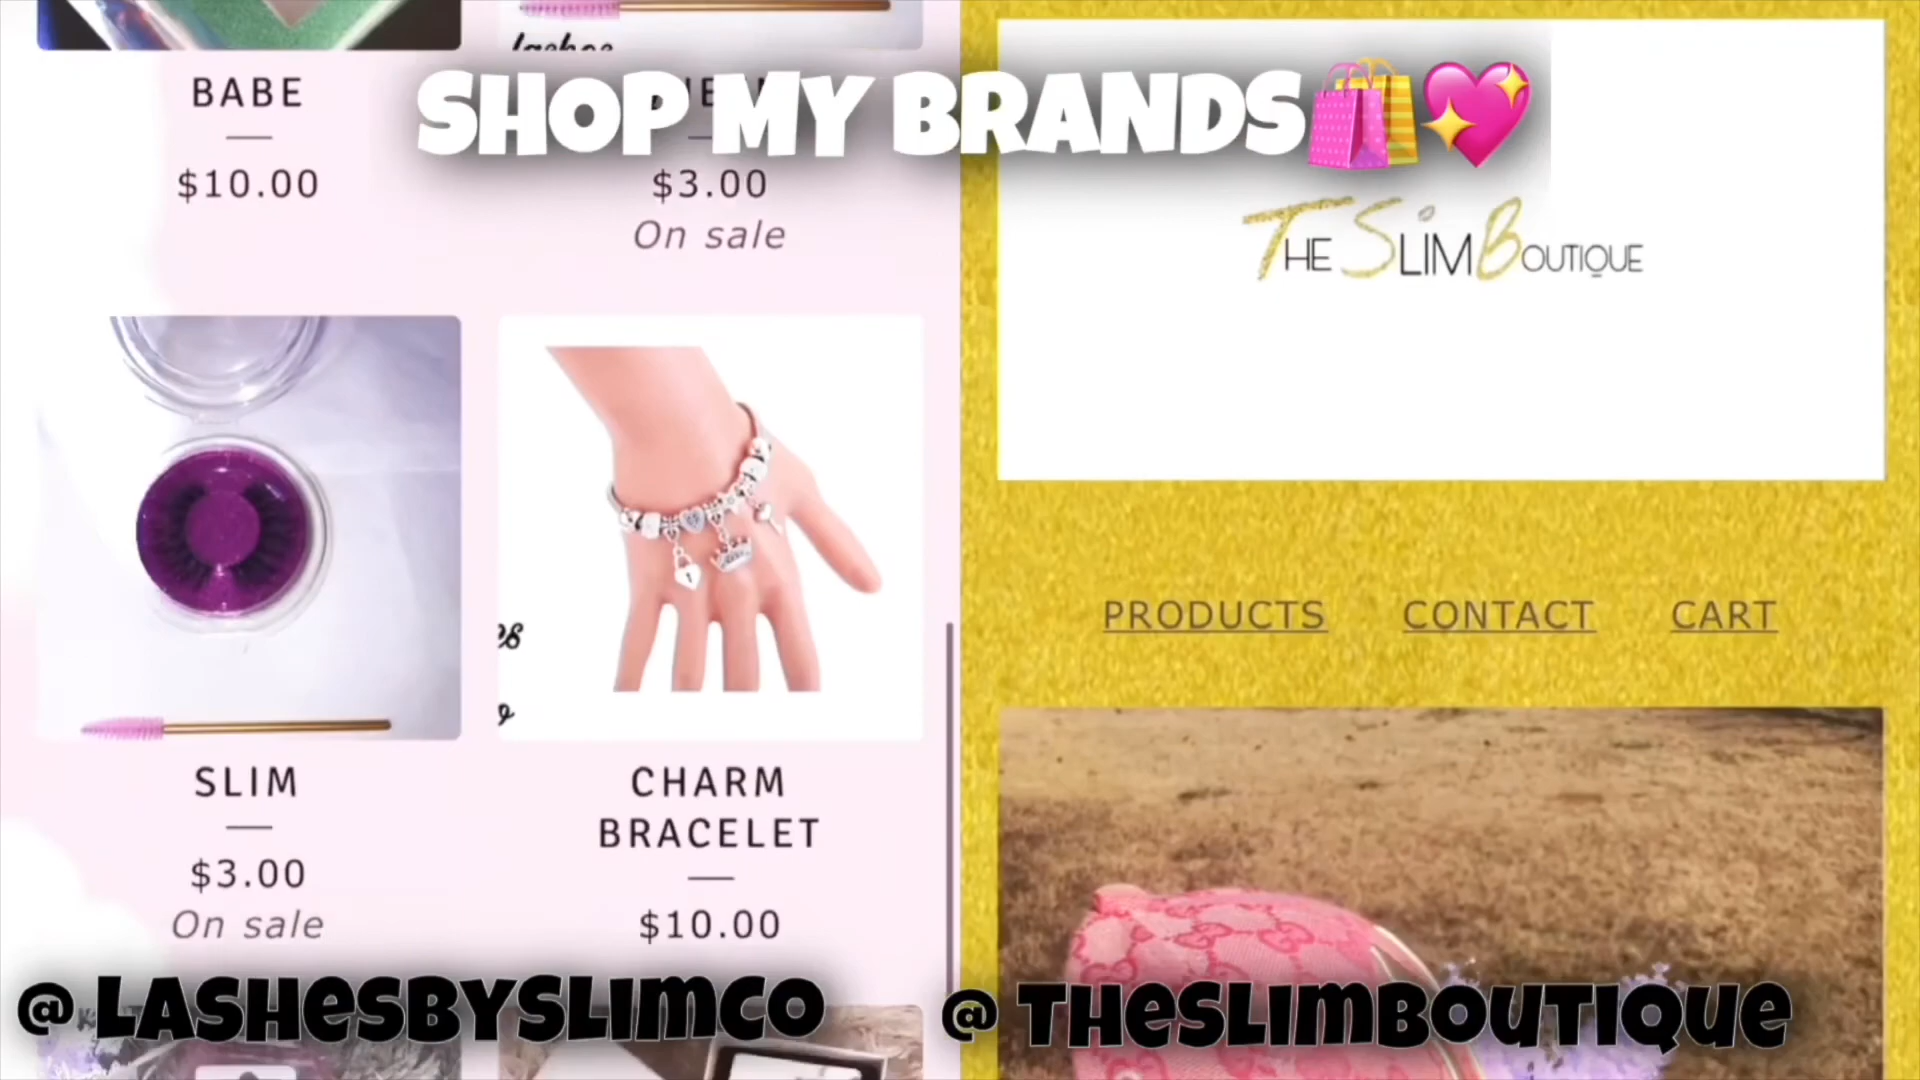 SHOP MY BRANDS
BABE
$10.00
$3.00
On sale
SLIM
$3.00
On sale
CHARM
BRACELET
$10.00
@ LASHESBYSLIMCO
THE SLIM BOUTIQUE
PRODUCTS CONTACT CART
@ THESLIMBOUTIQUE